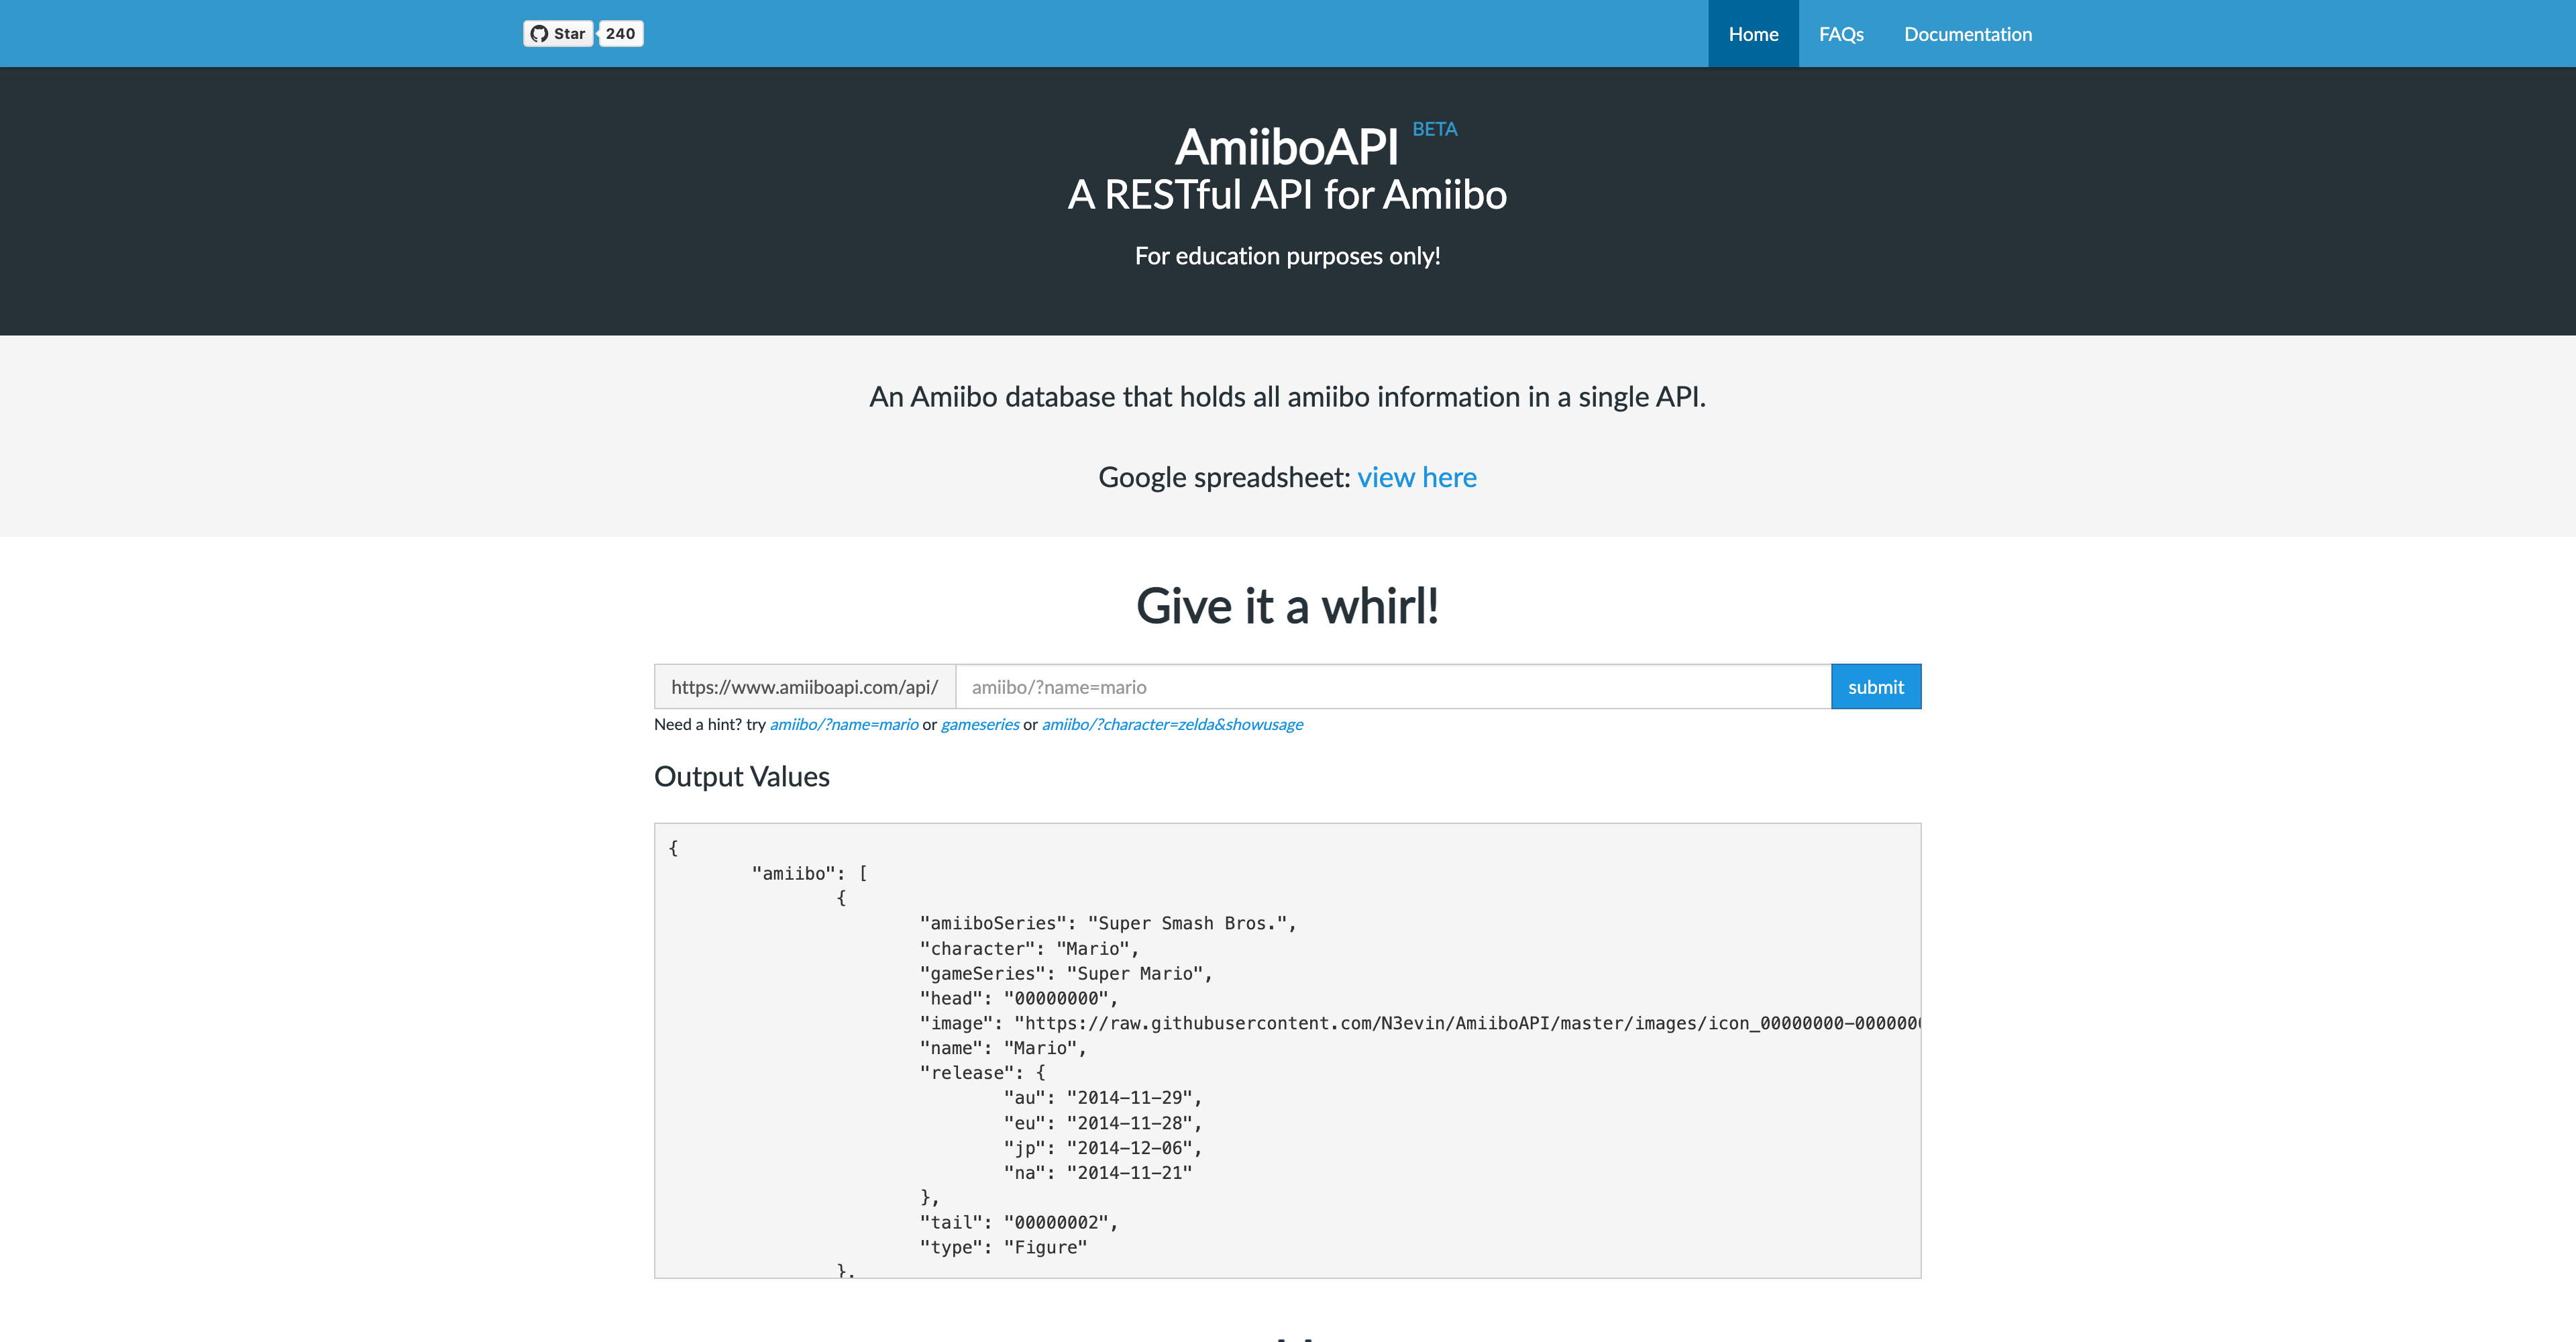 Star 240 Home FAQs Documentation
AmiiboAPI BETA
A RESTful API for Amiibo
For education purposes only!
An Amiibo database that holds all amiibo information in a single API.
Google spreadsheet: view here
Give it a whirl!
https://www.amiiboapi.com/api/ amiibo/?name=mario submit
Need a hint? try amiibo/?name=mario or gameseries or amiibo/?character=zelda&showusage
Output Values
{
"amiibo": [
{
"amiiboSeries": "Super Smash Bros.",
"character": "Mario",
"gameSeries": "Super Mario",
"head": "00000000",
"image": "https://raw.githubusercontent.com/N3evin/AmiiboAPI/master/images/icon_00000000-000000
"name": "Mario",
"release": {
"au": "2014-11-29",
"eu": "2014-11-28",
"jp": "2014-12-06",
"na": "2014-11-21"
},
"tail": "00000002",
"type": "Figure"
},